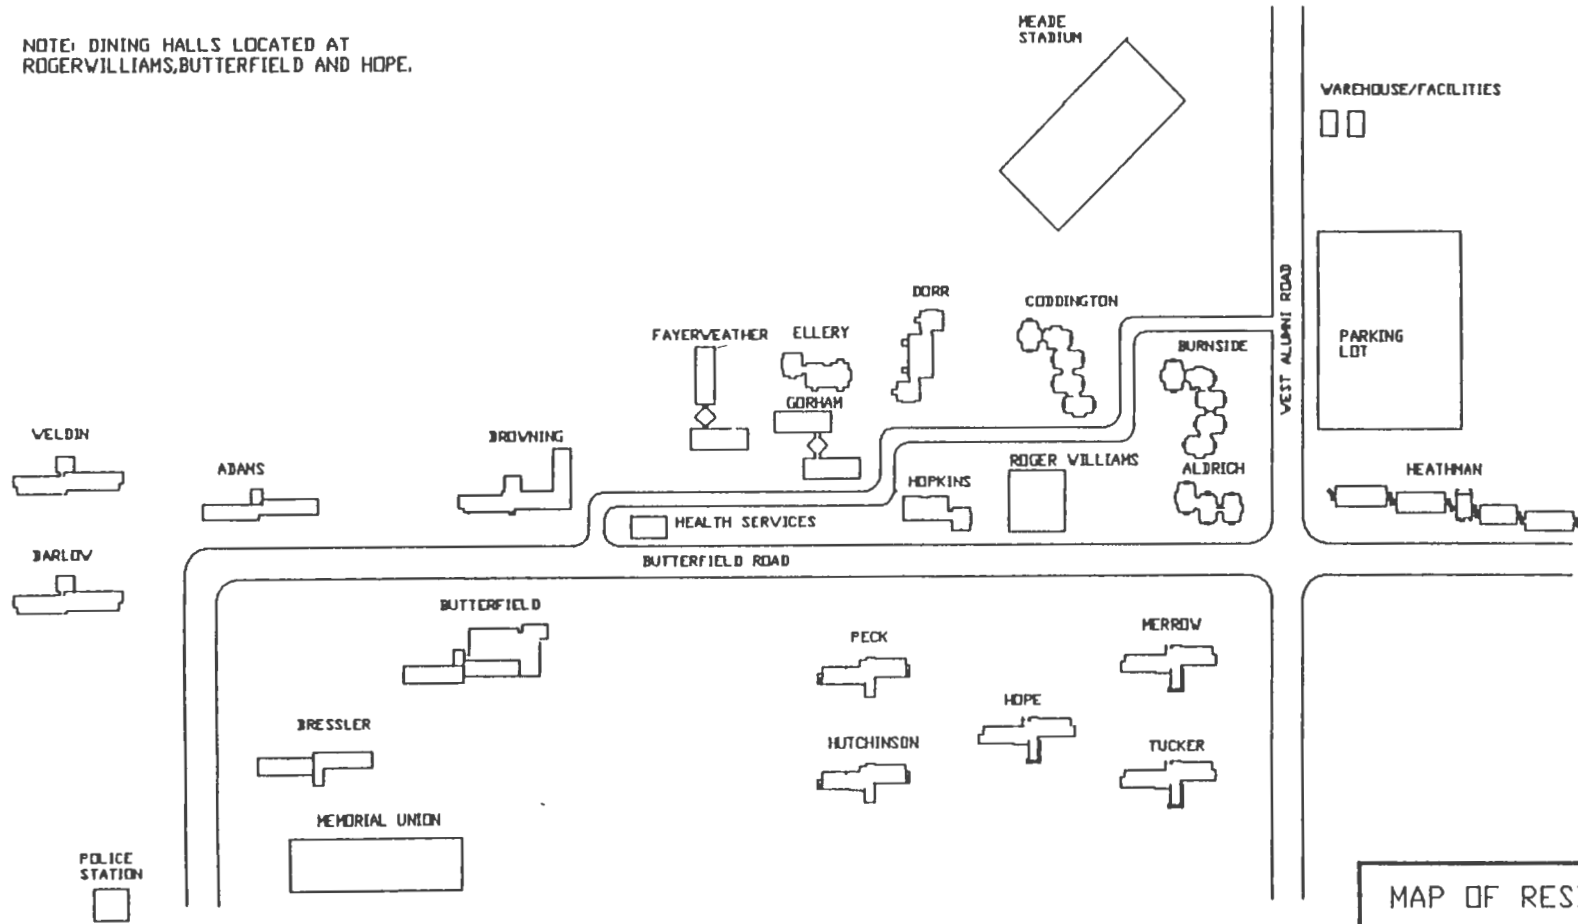 NOTE: DINING HALLS LOCATED AT
ROGERWILLIAMS,BUTTERFIELD AND HOPE.
MEADE
STADIUM
WAREHOUSE/FACILITIES
WEST ALUMNI ROAD
PARKING
LOT
DORR
CODDINGTON
FAYERWEATHER
ELLERY
BURNSIDE
GORHAM
WELDIN
BROWNING
ADAMS
ROGER WILLIAMS
ALDRICH
HEATHMAN
HOPKINS
HEALTH SERVICES
BARLOW
BUTTERFIELD ROAD
BUTTERFIELD
PECK
MERROW
HOPE
BRESSLER
HUTCHINSON
TUCKER
MEMORIAL UNION
POLICE
STATION
MAP OF RES